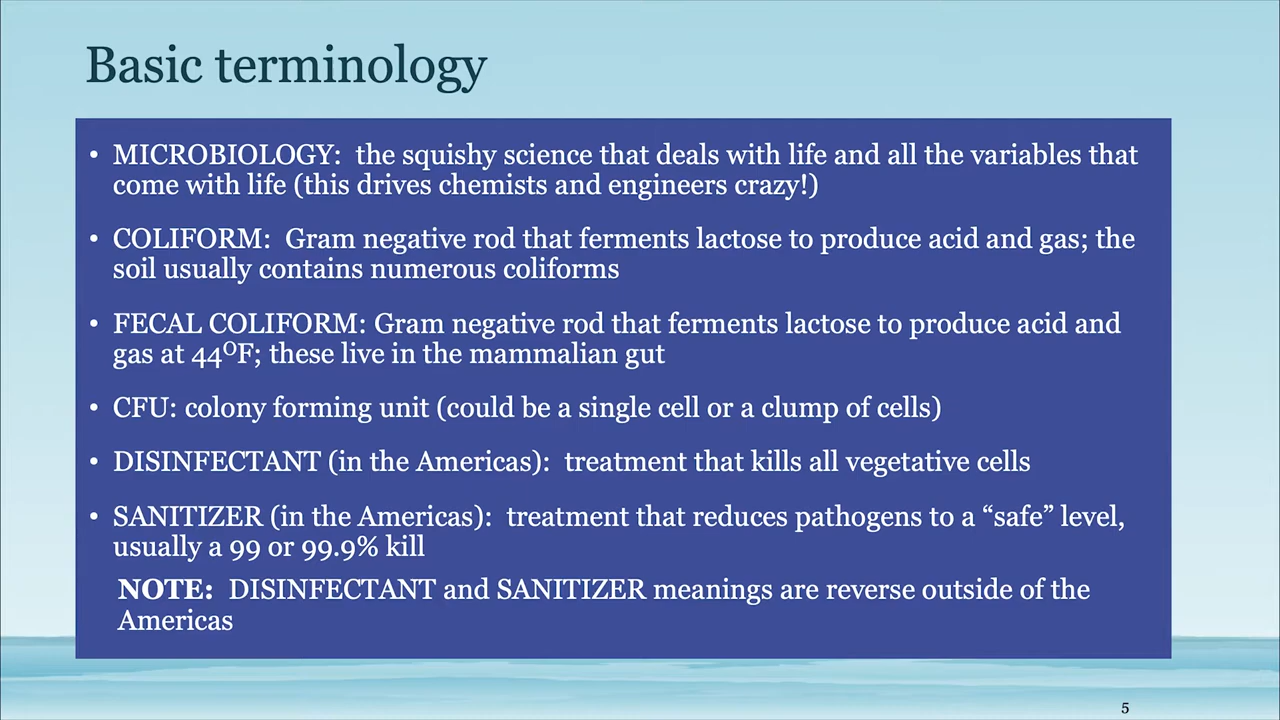 Basic terminology
• MICROBIOLOGY:  the squishy science that deals with life and all the variables that
come with life (this drives chemists and engineers crazy!)
• COLIFORM:  Gram negative rod that ferments lactose to produce acid and gas; the
soil usually contains numerous coliforms
• FECAL COLIFORM: Gram negative rod that ferments lactose to produce acid and
gas at 44ᴼF; these live in the mammalian gut
• CFU: colony forming unit (could be a single cell or a clump of cells)
• DISINFECTANT (in the Americas):  treatment that kills all vegetative cells
• SANITIZER (in the Americas):  treatment that reduces pathogens to a “safe” level,
usually a 99 or 99.9% kill
NOTE:  DISINFECTANT and SANITIZER meanings are reverse outside of the
Americas
5